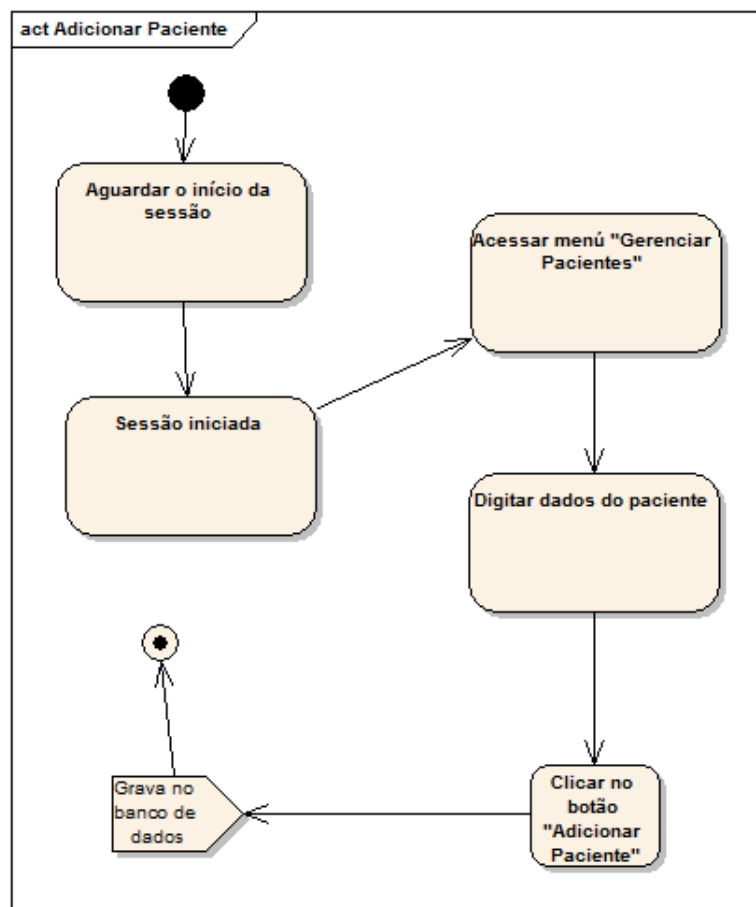 act Adicionar Paciente
Aguardar o início da
sessão
Sessão iniciada
Acessar menú "Gerenciar
Pacientes"
Digitar dados do paciente
Clicar no
botão
"Adicionar
Paciente"
Grava no
banco de
dados